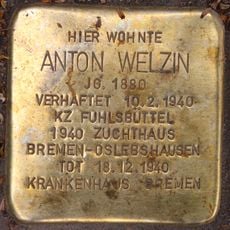 HIER WOHNTE
ANTON WELZIN
JG. 1880
VERHAFTET 10.2.1940
KZ FUHLSBÜTTEL
1940 ZUCHTHAUS
BREMEN-OSLEBSHAUSEN
TOT 18.12.1940
KRANKENHAUS BREMEN